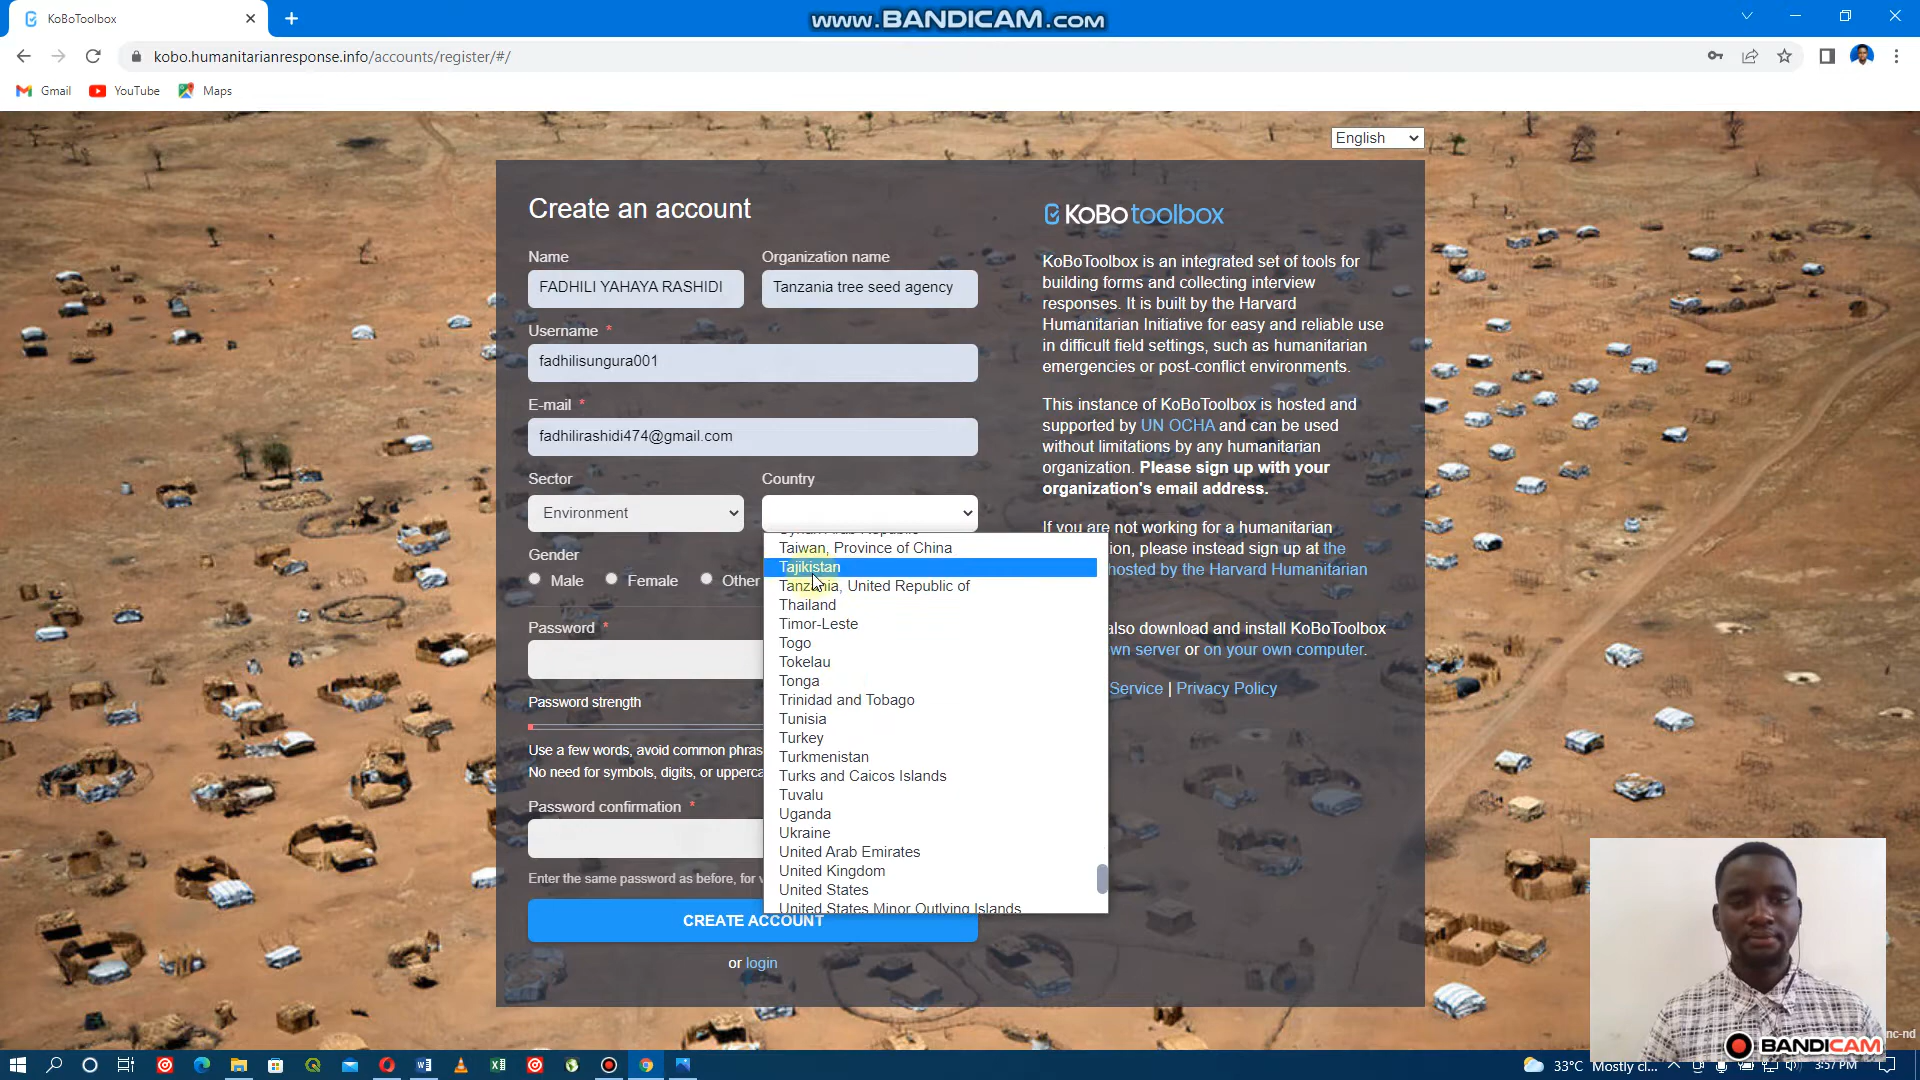 KoBoToolbox
www.BANDICAM.com
kobo.humanitarianresponse.info/accounts/register/#/
Gmail
YouTube
Maps
English
Create an account
Name
Organization name
FADHILI YAHAYA RASHIDI
Tanzania tree seed agency
Username *
fadhilisungura001
E-mail *
fadhilirashidi474@gmail.com
Sector
Country
Environment
Gender
Male
Female
Other
Password *
Password strength
Use a few words, avoid common phras
No need for symbols, digits, or upperca
Password confirmation *
Enter the same password as before, for v
CREATE ACCOUNT
or login
Taiwan, Province of China
Tajikistan
Tanzania, United Republic of
Thailand
Timor-Leste
Togo
Tokelau
Tonga
Trinidad and Tobago
Tunisia
Turkey
Turkmenistan
Turks and Caicos Islands
Tuvalu
Uganda
Ukraine
United Arab Emirates
United Kingdom
United States
United States Minor Outlying Islands
KoBo toolbox
KoBoToolbox is an integrated set of tools for
building forms and collecting interview
responses. It is built by the Harvard
Humanitarian Initiative for easy and reliable use
in difficult field settings, such as humanitarian
emergencies or post-conflict environments.
This instance of KoBoToolbox is hosted and
supported by UN OCHA and can be used
without limitations by any humanitarian
organization. Please sign up with your
organization's email address.
If you are not working for a humanitarian
ion, please instead sign up at the
hosted by the Harvard Humanitarian
also download and install KoBoToolbox
wn server or on your own computer.
Service | Privacy Policy
nc-nd
BANDICAM
33°C Mostly cl...
3:57 PM